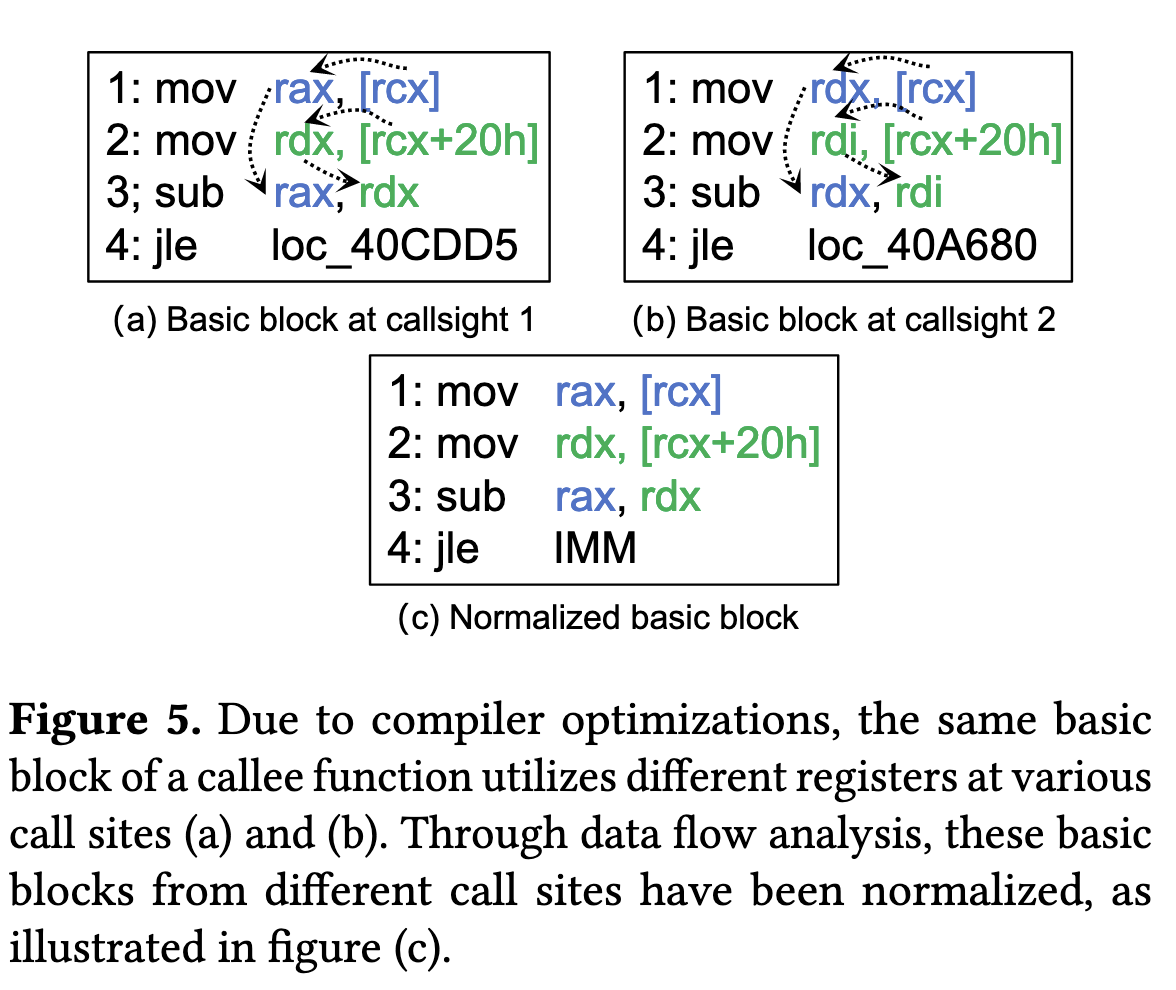 1: mov rax, [rcx]
2: mov rdx, [rcx+20h]
3; sub rax, rdx
4: jle loc_40CDD5
(a) Basic block at callsight 1
1: mov rdx, [rcx]
2: mov rdi, [rcx+20h]
3: sub rdx, rdi
4: jle loc_40A680
(b) Basic block at callsight 2
1: mov rax, [rcx]
2: mov rdx, [rcx+20h]
3: sub rax, rdx
4: jle IMM
(c) Normalized basic block
Figure 5. Due to compiler optimizations, the same basic
block of a callee function utilizes different registers at various
call sites (a) and (b). Through data flow analysis, these basic
blocks from different call sites have been normalized, as
illustrated in figure (c).